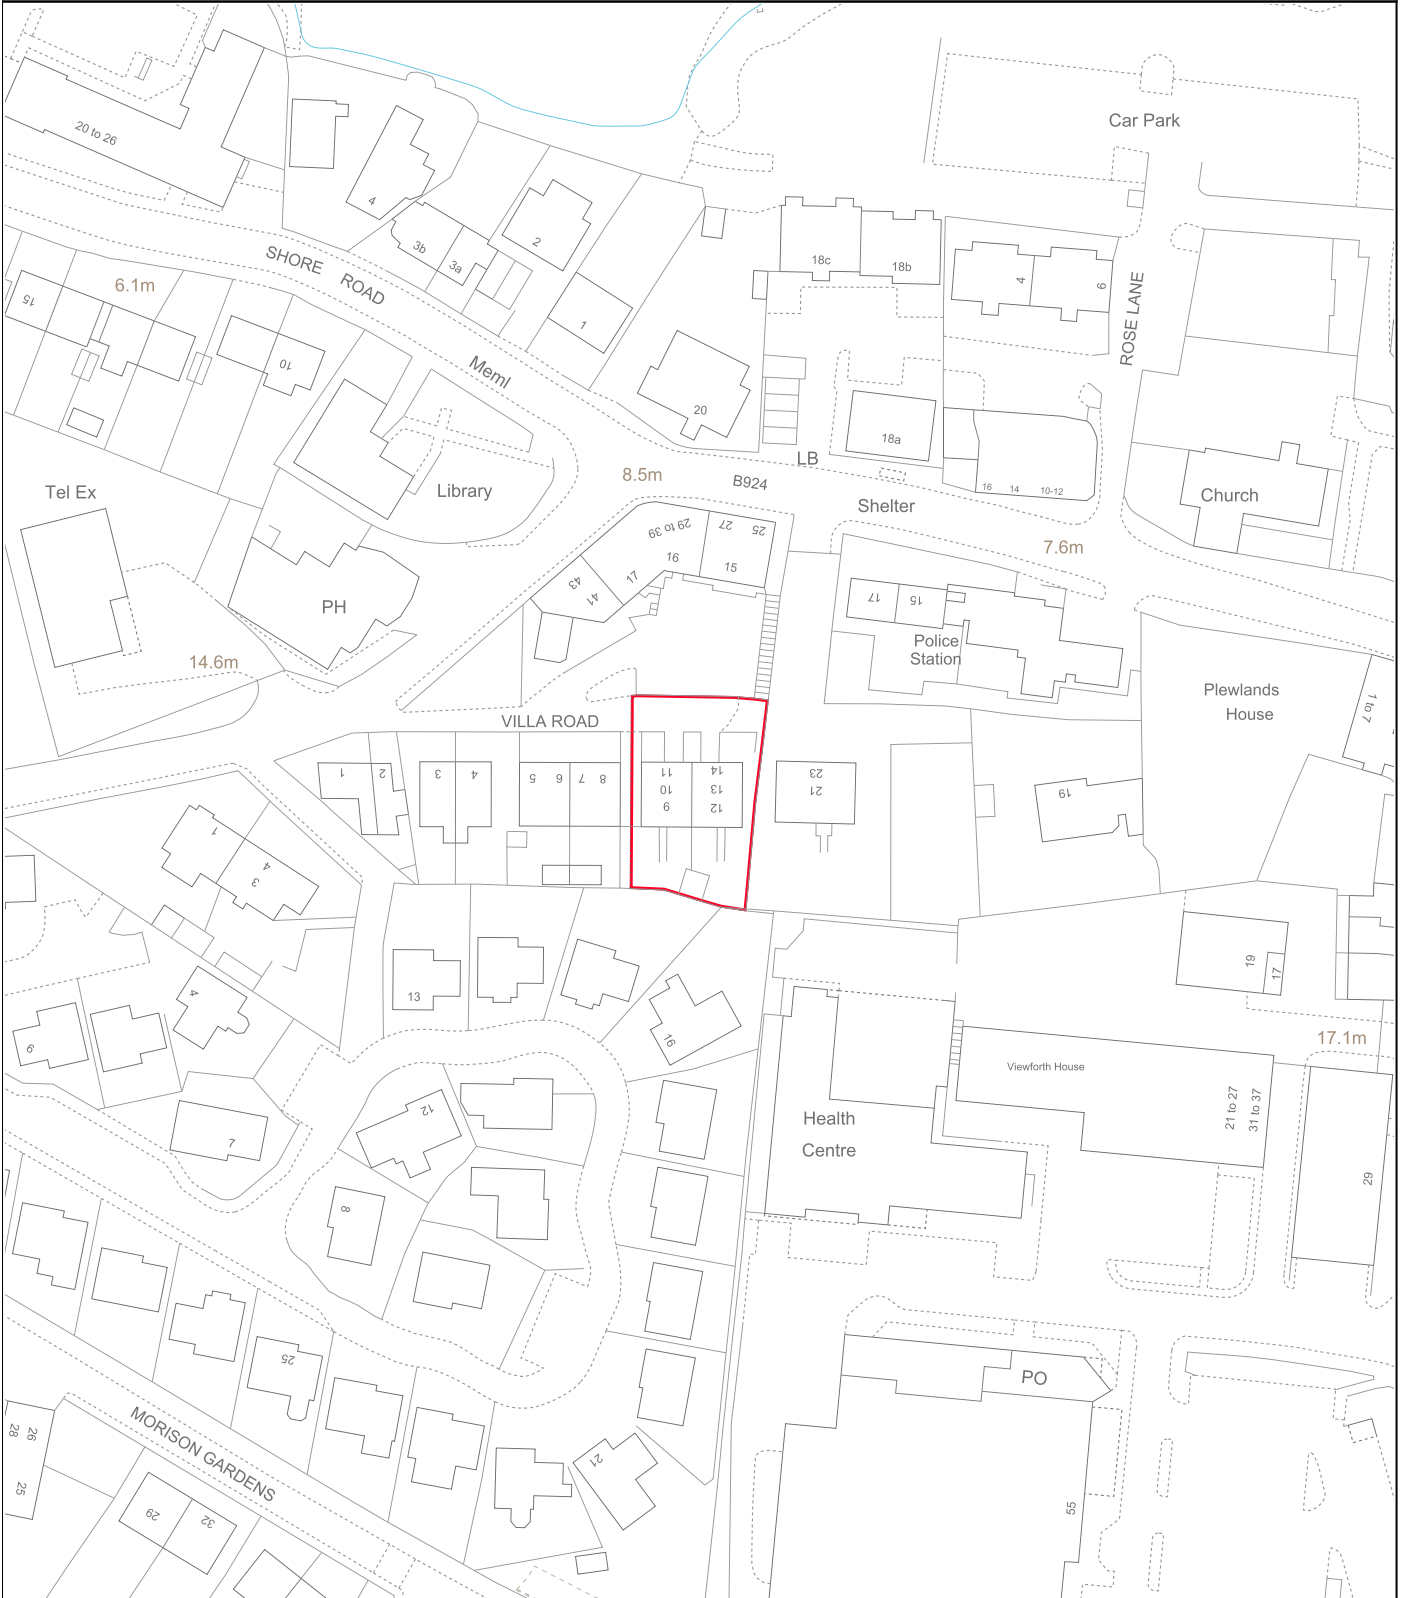 Car Park
20 to 26
4
3b
3a
2
1
18c
18b
4
6
ROSE LANE
SHORE ROAD
6.1m
15
10
Meml
20
18a
LB
B924
8.5m
Shelter
16
14
10-12
Church
7.6m
Tel Ex
Library
29 to 39
27
25
16
15
17
43
41
PH
17
15
Police
Station
14.6m
Plewlands
House
1 to 7
VILLA ROAD
1
2
3
4
5
6
7
8
11
10
9
14
13
12
23
21
19
1
4
3
13
16
4
9
19
17
17.1m
Viewforth House
21 to 27
31 to 37
29
Health
Centre
12
7
8
25
PO
MORISON GARDENS
26
28
25
29
32
21
55